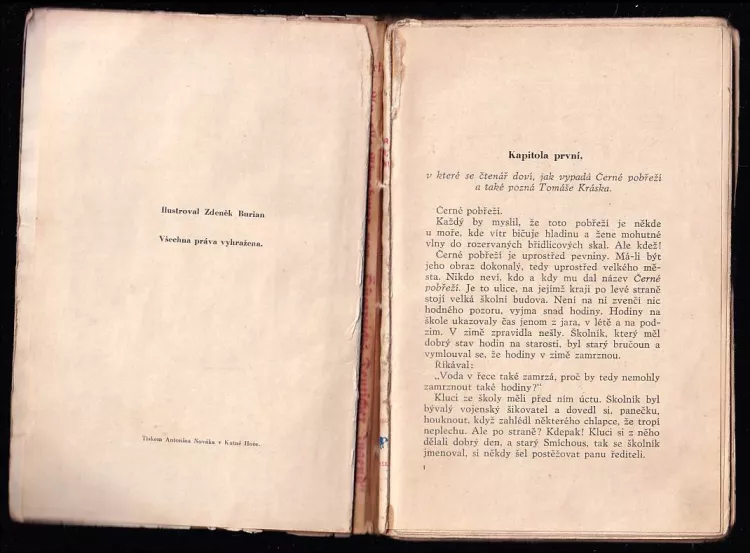 Ilustroval Zdeněk Burian
Všechna práva vyhražena.
Tiskem Antonína Nováka v Kutné Hoře.
Kapitola první.
v které se čtenář doví, jak vypadá Černé pobřeží
a také pozná Tomáše Kráska.
Černé pobřeží.
Každý by myslil, že toto pobřeží je někde
u moře, kde vítr bičuje hladinu a žene mohutné
vlny do rozervaných břidlicových skal. Ale kdež!
Černé pobřeží je uprostřed pevniny. Má-li být
jeho obraz dokonalý, tedy uprostřed velkého mě-
sta. Nikdo neví, kdo a kdy mu dal název Černé
pobřeží. Je to ulice, na jejímž kraji po levé straně
stojí velká školní budova. Není na ní zvenčí nic
hodného pozoru, vyjma snad hodiny. Hodiny na
škole ukazovaly čas jenom z jara, v létě a na pod-
zim. V zimě zpravidla nešly. Školník, který měl
dobrý stav hodin na starosti, byl starý bručoun a
vymlouval se, že hodiny v zimě zamrznou.
Říkával:
„Voda v řece také zamrzá, proč by tedy nemohly
zamrznout také hodiny?"
Kluci ze školy měli před ním úctu. Školník byl
bývalý vojenský šikovatel a dovedl si, panečku,
houknout, když zahlédl některého chlapce, že tropí
neplechu. Ale po straně? Kdepak! Kluci si z něho
dělali dobrý den, a starý Smíchous, tak se školník
jmenoval, si někdy šel postěžovat panu řediteli.
1